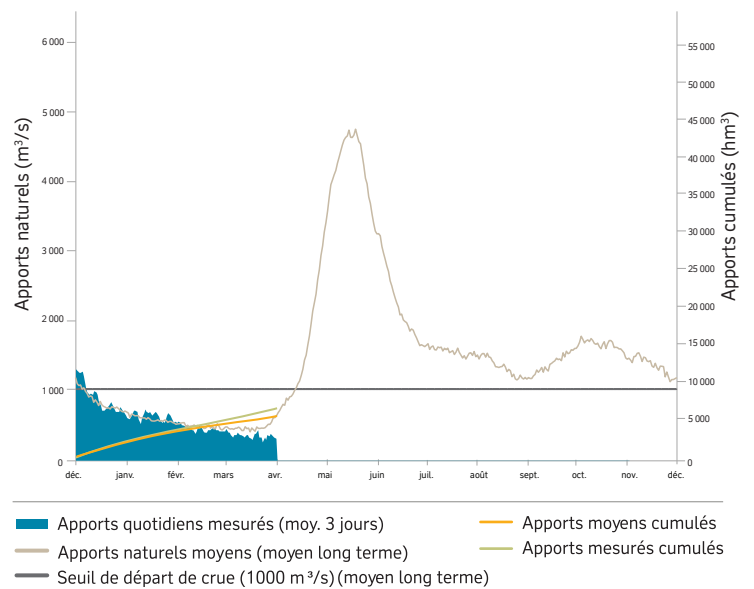 Apports naturels (m³/s)
6 000
5 000
4 000
3 000
2 000
1 000
0
Apports cumulés (hm³)
55 000
50 000
45 000
40 000
35 000
30 000
25 000
20 000
15 000
10 000
5 000
0
déc. janv. févr. mars avr. mai juin juil. août sept. oct. nov. déc.
Apports quotidiens mesurés (moy. 3 jours)
Apports naturels moyens (moyen long terme)
Seuil de départ de crue (1000 m³/s) (moyen long terme)
Apports moyens cumulés
Apports mesurés cumulés